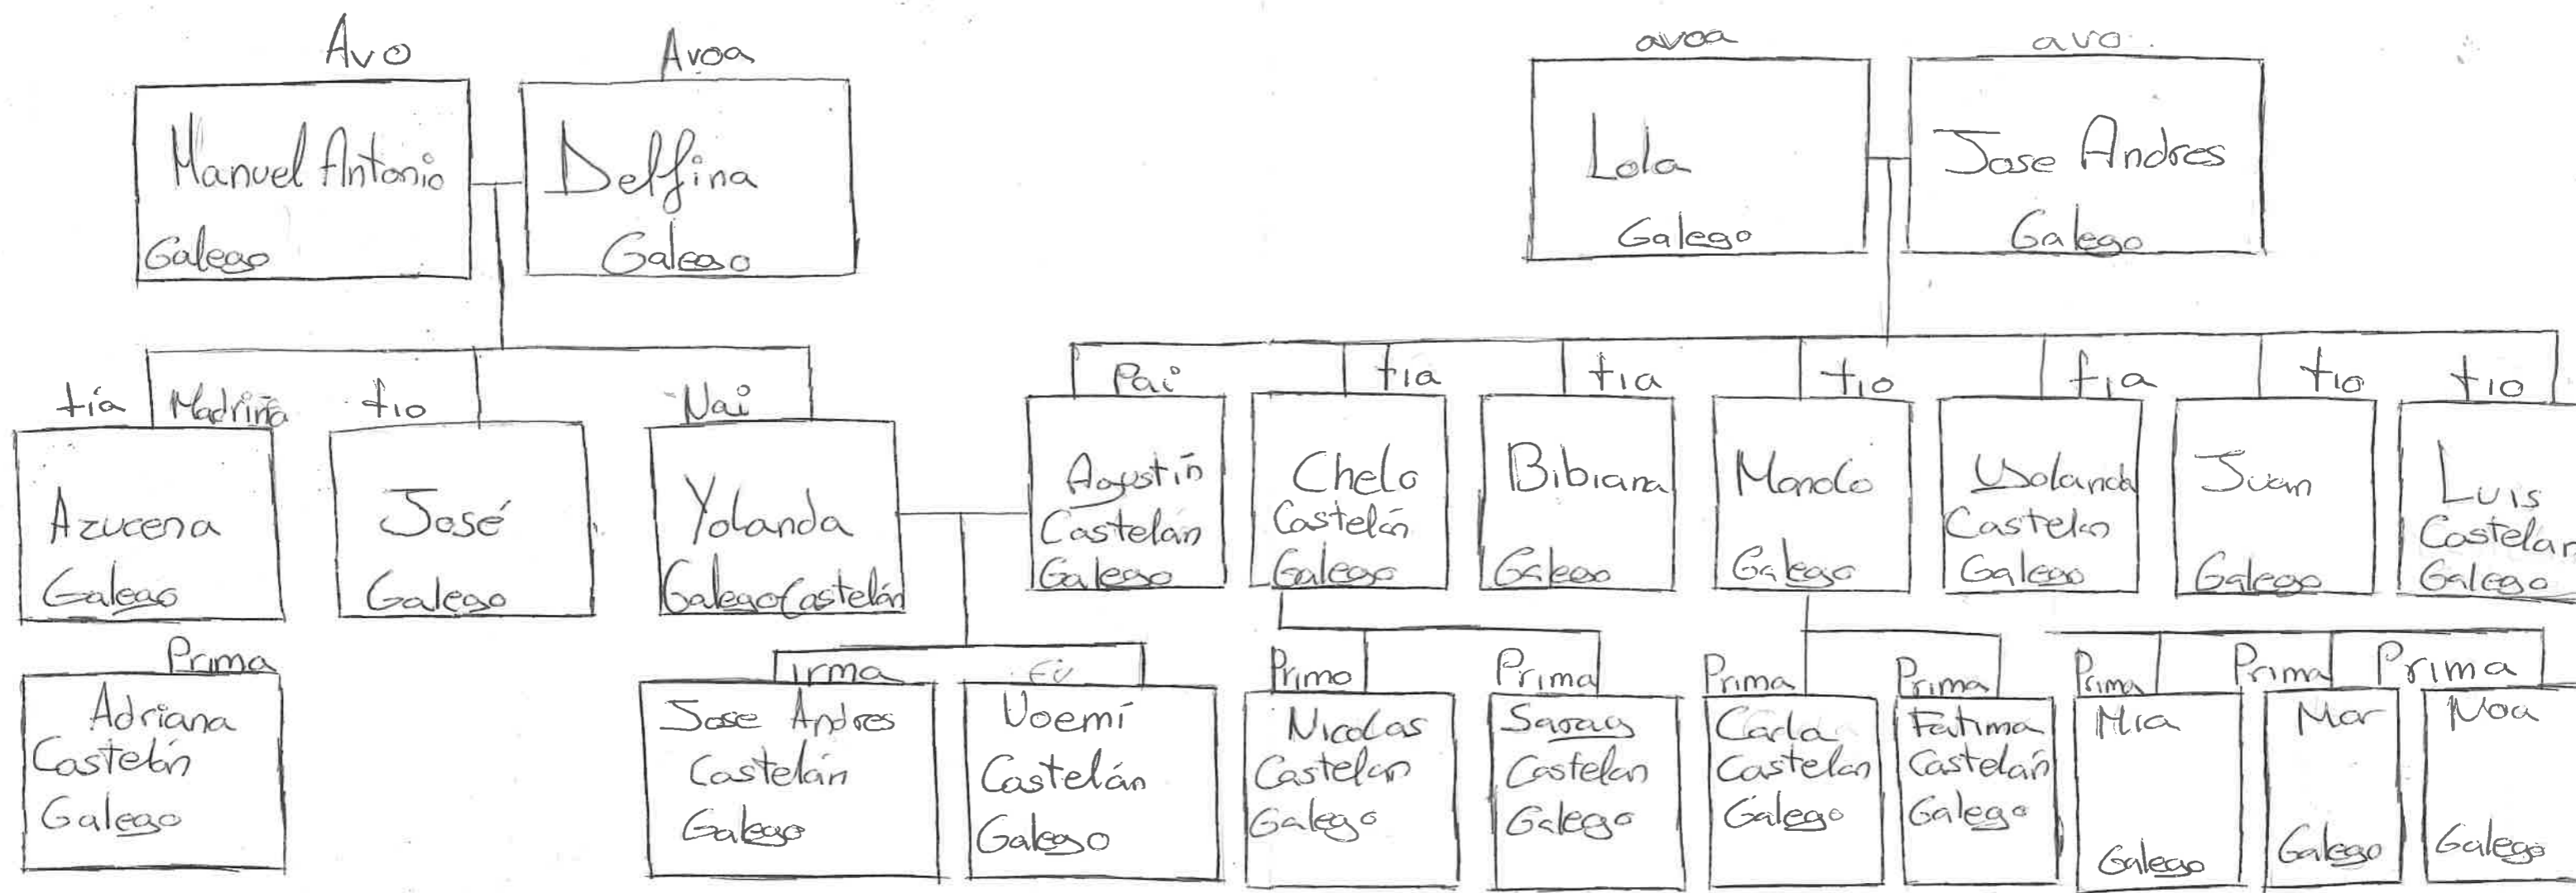 Avo
Avoa
avoa
avo
Manuel Antonio
Galego
Delfina
Galego
Lola
Galego
Jose Andres
Galego
tía Madriña
tio
Nai
Pai
tia
tia
tio
tia
tio
tio
Azucena
Galego
José
Galego
Yolanda
Galego Castelán
Agustín
Castelán
Galego
Chelo
Castelán
Galego
Bibiana
Galego
Manolo
Galego
Yolanda
Castelan
Galego
Juan
Galego
Luis
Castelan
Galego
Prima
irma
Primo
Prima
Prima
Prima
Prima
Prima
Prima
Adriana
Castelán
Galego
Jose Andres
Castelán
Galego
Noemí
Castelán
Galego
Nicolas
Castelan
Galego
Saray
Castelan
Galego
Carla
Castelan
Galego
Fatima
Castelán
Galego
Mia
Galego
Mar
Galego
Noa
Galego